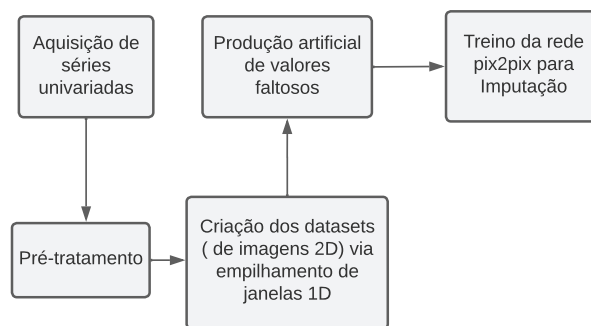 Aquisição de
séries
univariadas
Pré-tratamento
Criação dos datasets
( de imagens 2D) via
empilhamento de
janelas 1D
Produção artificial
de valores
faltosos
Treino da rede
pix2pix para
Imputação